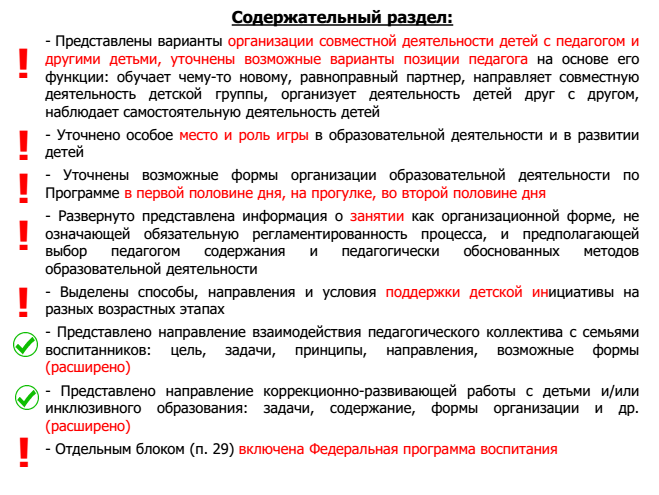 Содержательный раздел:
- Представлены варианты организации совместной деятельности детей с педагогом и
другими детьми, уточнены возможные варианты позиции педагога на основе его
функции: обучает чему-то новому, равноправный партнер, направляет совместную
деятельность детской группы, организует деятельность детей друг с другом,
наблюдает самостоятельную деятельность детей
- Уточнено особое место и роль игры в образовательной деятельности и в развитии
детей
- Уточнены возможные формы организации образовательной деятельности по
Программе в первой половине дня, на прогулке, во второй половине дня
- Развернуто представлена информация о занятии как организационной форме, не
означающей обязательную регламентированность процесса, и предполагающей
выбор педагогом содержания и педагогически обоснованных методов
образовательной деятельности
- Выделены способы, направления и условия поддержки детской инициативы на
разных возрастных этапах
- Представлено направление взаимодействия педагогического коллектива с семьями
воспитанников: цель, задачи, принципы, направления, возможные формы
(расширено)
- Представлено направление коррекционно-развивающей работы с детьми и/или
инклюзивного образования: задачи, содержание, формы организации и др.
(расширено)
- Отдельным блоком (п. 29) включена Федеральная программа воспитания